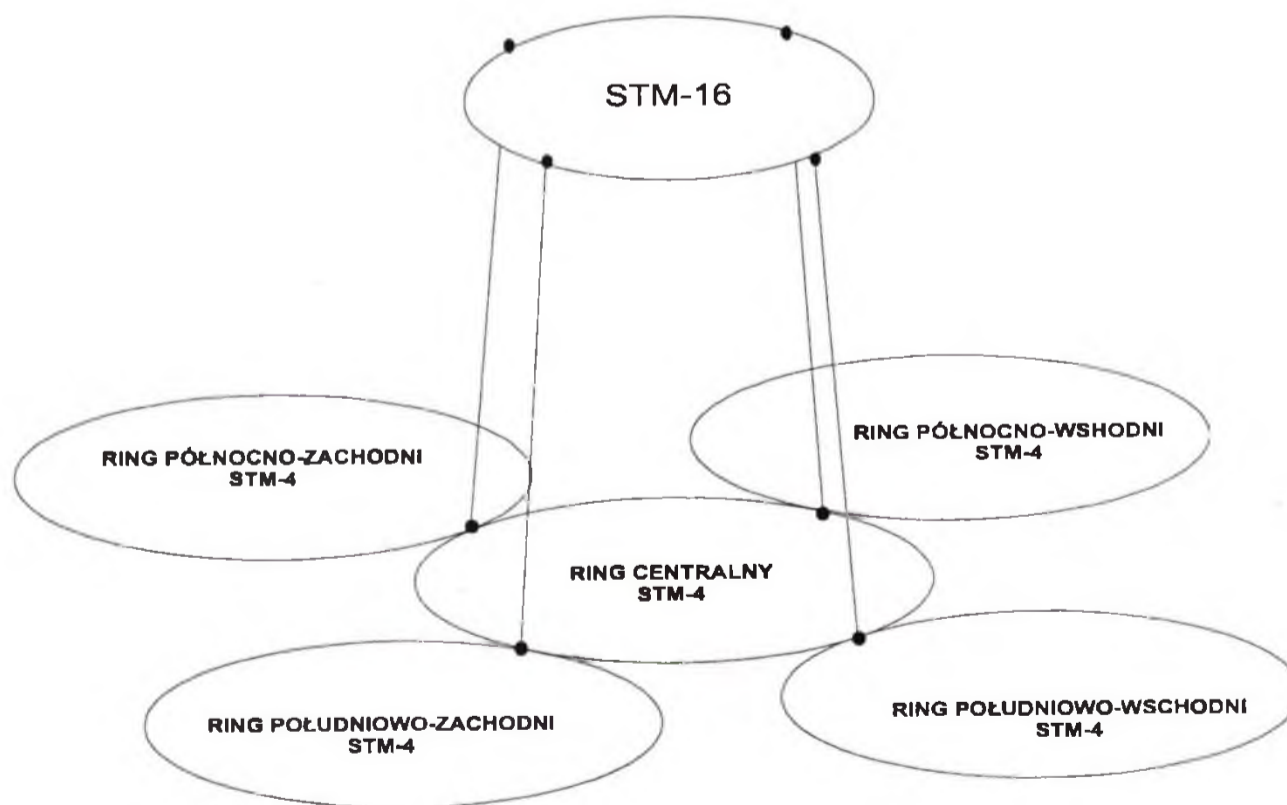 STM-16
RING PÓŁNOCNO-ZACHODNI
STM-4
RING PÓŁNOCNO-WSHODNI
STM-4
RING CENTRALNY
STM-4
RING POŁUDNIOWO-ZACHODNI
STM-4
RING POŁUDNIOWO-WSCHODNI
STM-4